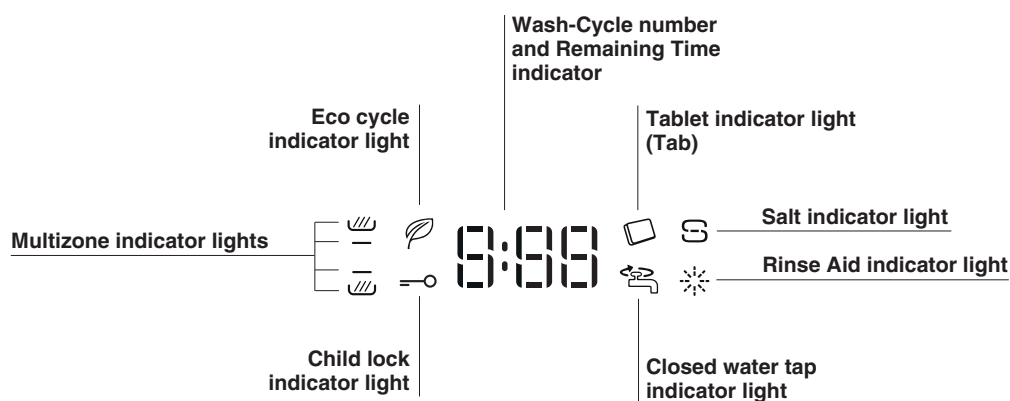 Wash-Cycle number
and Remaining Time
indicator
Eco cycle
indicator light
Tablet indicator light
(Tab)
Multizone indicator lights
8:88
Salt indicator light
Rinse Aid indicator light
Child lock
indicator light
Closed water tap
indicator light